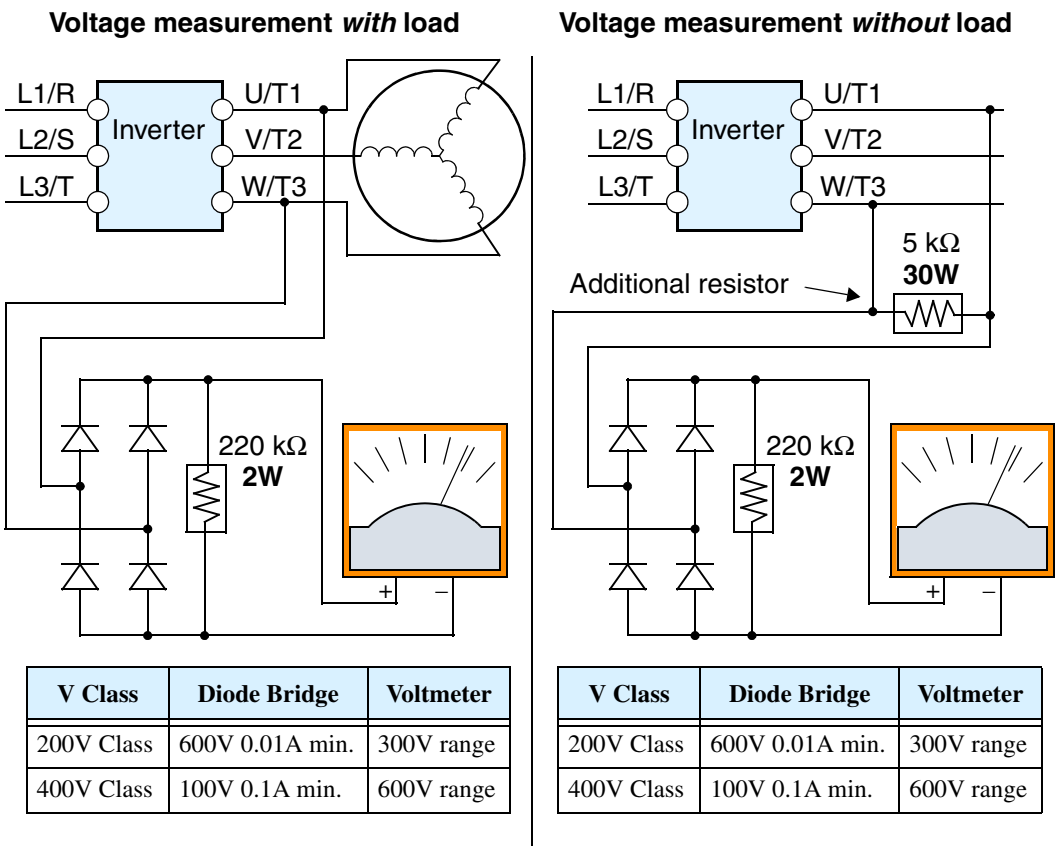 Voltage measurement with load
L1/R
L2/S
L3/T
Inverter
U/T1
V/T2
W/T3
220 kΩ
2W
+
–
V Class Diode Bridge Voltmeter
200V Class 600V 0.01A min. 300V range
400V Class 100V 0.1A min. 600V range
Voltage measurement without load
L1/R
L2/S
L3/T
Inverter
U/T1
V/T2
W/T3
5 kΩ
30W
Additional resistor
220 kΩ
2W
+
–
V Class Diode Bridge Voltmeter
200V Class 600V 0.01A min. 300V range
400V Class 100V 0.1A min. 600V range